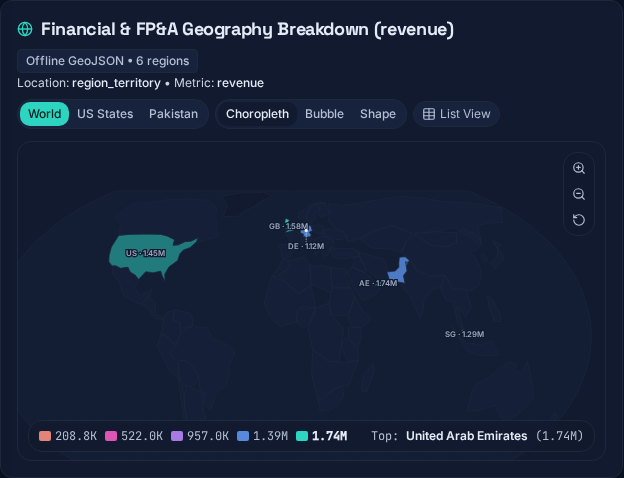 Financial & FP&A Geography Breakdown (revenue)
Offline GeoJSON • 6 regions
Location: region_territory • Metric: revenue
World US States Pakistan Choropleth Bubble Shape List View
GB · 1.58M
DE · 1.12M
US · 1.45M
AE · 1.74M
SG · 1.29M
208.8K 522.0K 957.0K 1.39M 1.74M Top: United Arab Emirates (1.74M)